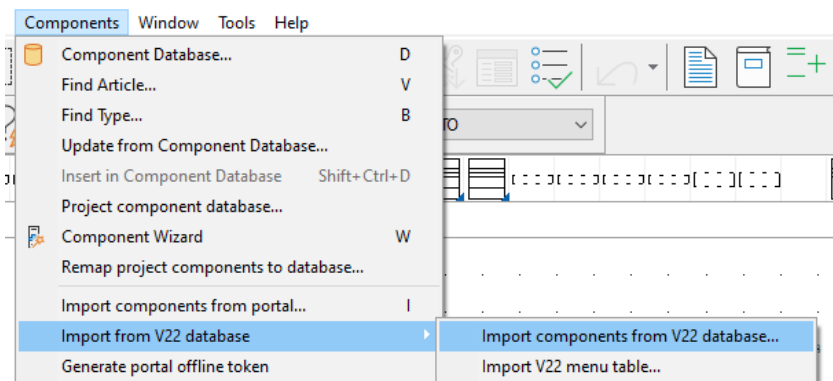 Components Window Tools Help
Component Database... D
Find Article... V
Find Type... B
TO
Update from Component Database...
Insert in Component Database Shift+Ctrl+D
Project component database...
Component Wizard W
Remap project components to database...
Import components from portal... I
Import from V22 database
Import components from V22 database...
Generate portal offline token
Import V22 menu table...